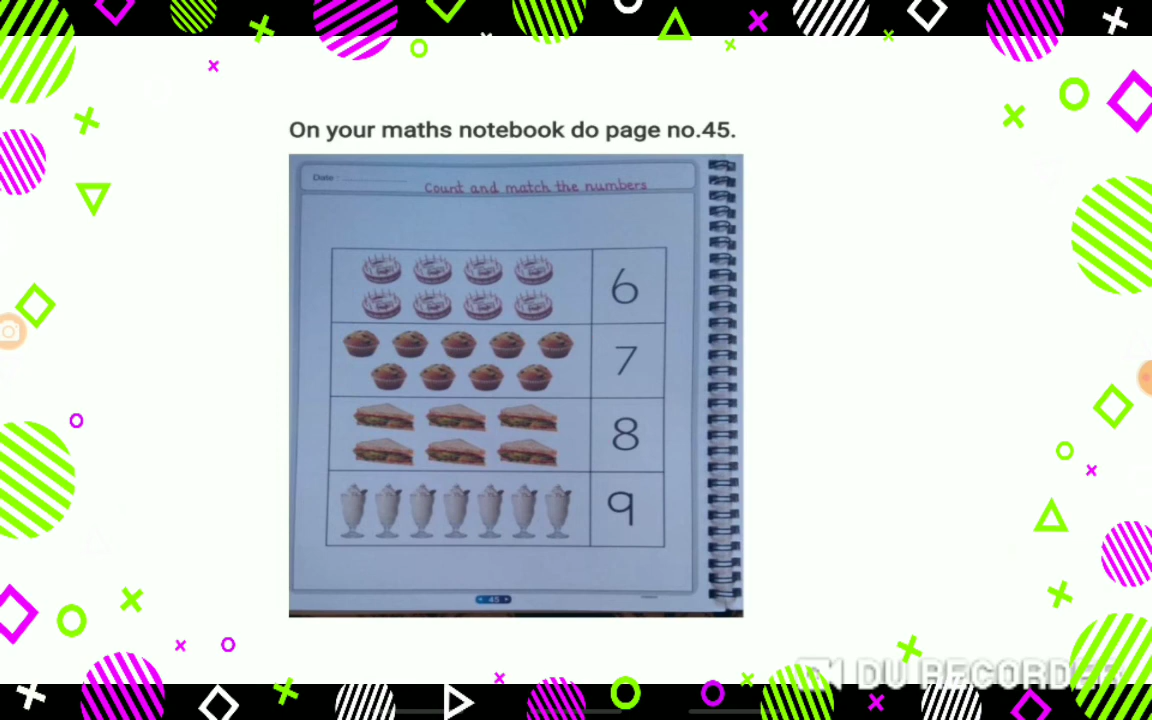 On your maths notebook do page no.45.
Date :
Count and match the numbers
6
7
8
9
45
DU RECORDER